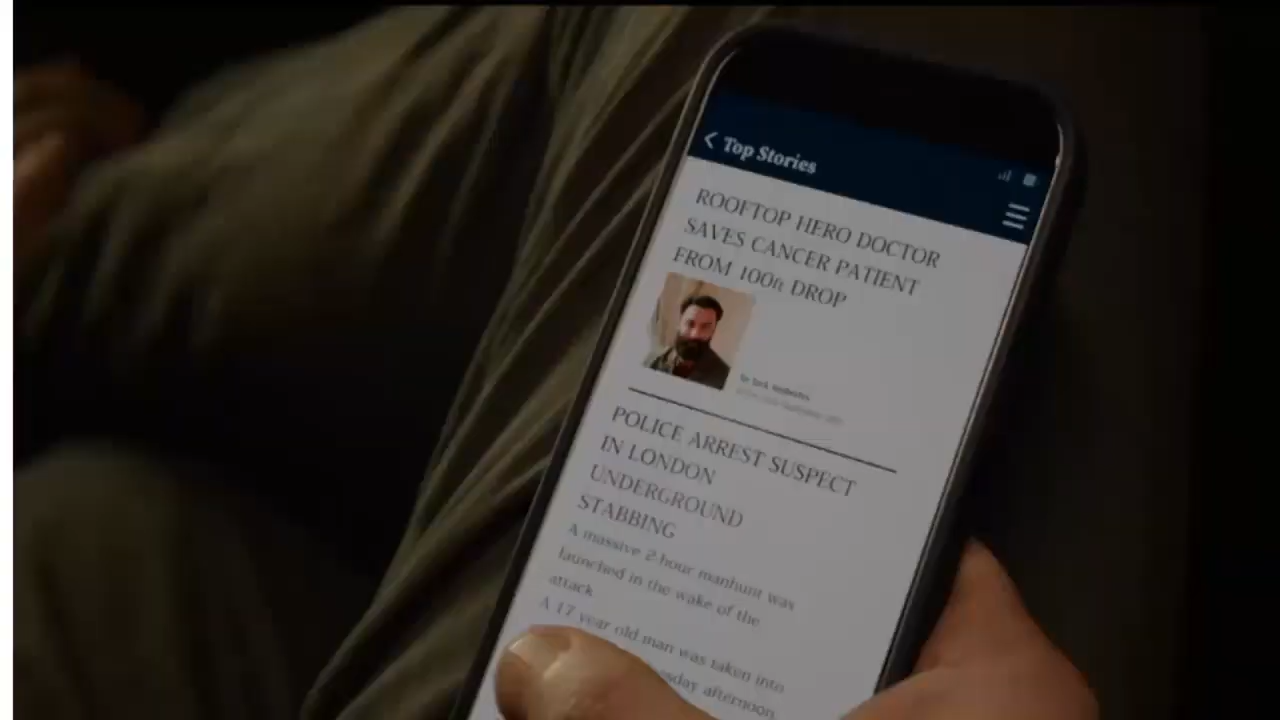 Top Stories
ROOFTOP HERO DOCTOR
SAVES CANCER PATIENT
FROM 100ft DROP
POLICE ARREST SUSPECT
IN LONDON
UNDERGROUND
STABBING
A massive 2-hour manhunt was
launched in the wake of the
attack
A 17 year old man was taken into
afternoon